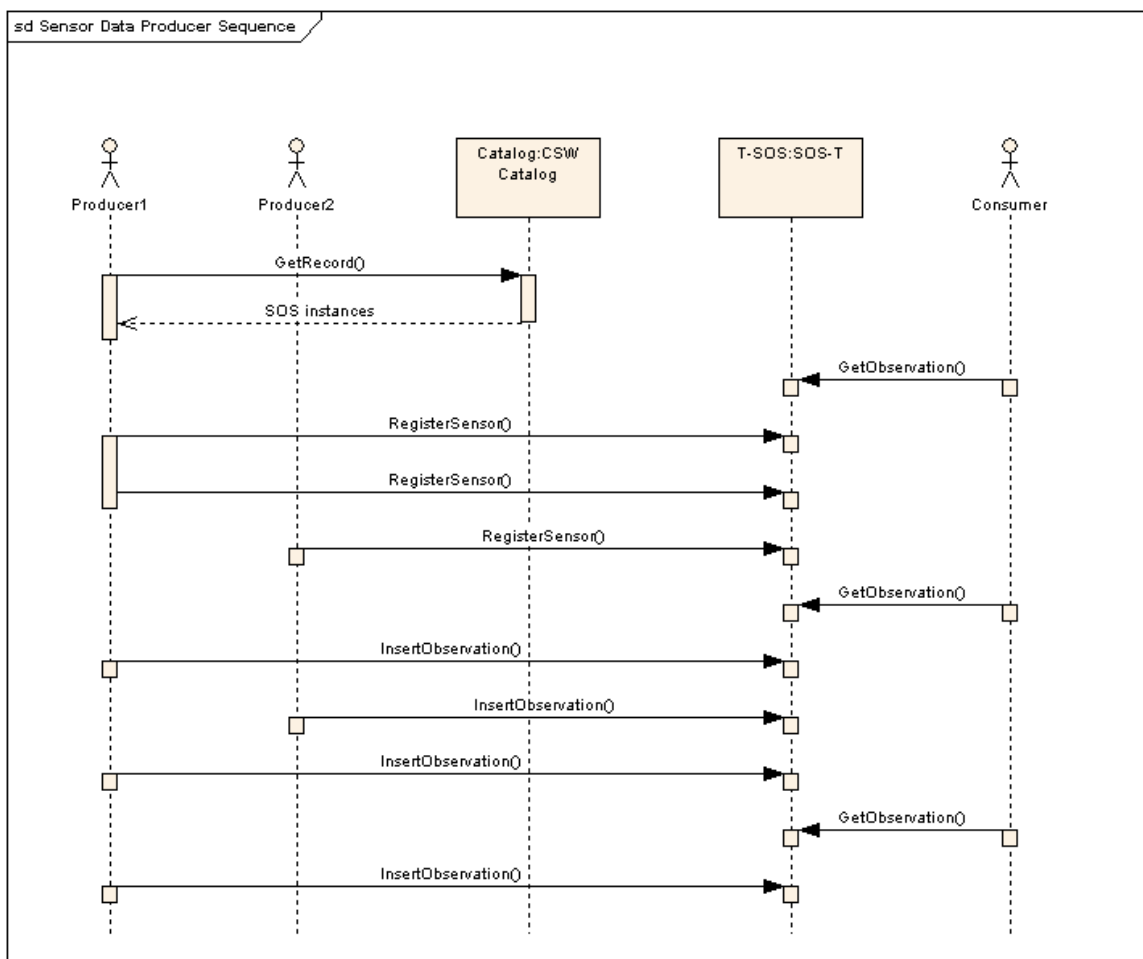 sd Sensor Data Producer Sequence
Catalog:CSW
Catalog
T-SOS:SOS-T
Producer1
Producer2
Consumer
GetRecord()
SOS instances
GetObservation()
RegisterSensor()
RegisterSensor()
RegisterSensor()
GetObservation()
InsertObservation()
InsertObservation()
InsertObservation()
GetObservation()
InsertObservation()